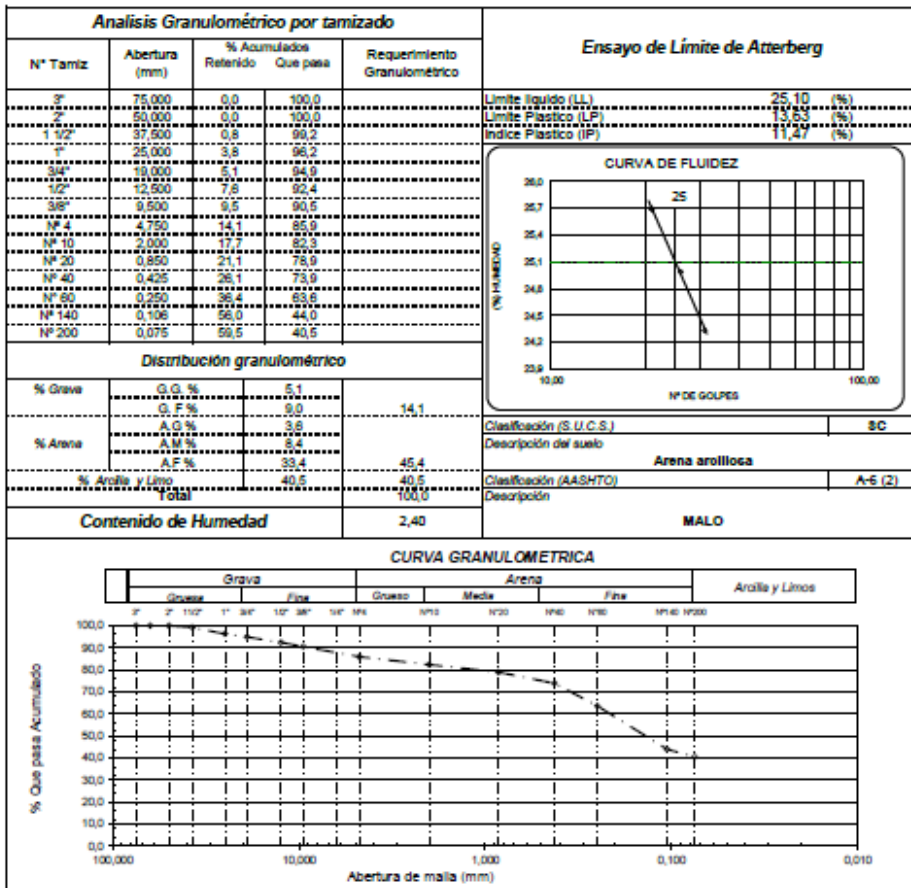 Analisis Granulométrico por tamizado
N° Tamiz Abertura (mm) % Acumulados Retenido Que pasa Requerimiento Granulométrico
3" 75,000 0,0 100,0
2" 50,000 0,0 100,0
1 1/2" 37,500 0,8 99,2
1" 25,000 3,8 96,2
3/4" 19,000 5,1 94,9
1/2" 12,500 7,6 92,4
3/8" 9,500 9,5 90,5
Nº 4 4,750 14,1 85,9
Nº 10 2,000 17,7 82,3
Nº 20 0,850 21,1 78,9
Nº 40 0,425 26,1 73,9
N° 60 0,250 36,4 63,6
Nº 140 0,106 56,0 44,0
Nº 200 0,075 59,5 40,5
Distribución granulométrico
% Grava G.G. % 5,1
G. F % 9,0 14,1
% Arena A.G % 3,6
A.M % 8,4
A.F % 33,4 45,4
% Arcilla y Limo 40,5 40,5
Total 100,0
Contenido de Humedad 2,40
Ensayo de Límite de Atterberg
Limite liquido (LL) 25,10 (%)
Limite Plastico (LP) 13,63 (%)
Indice Plastico (IP) 11,47 (%)
CURVA DE FLUIDEZ
25
(%) HUMEDAD
26,0
25,7
25,4
25,1
24,8
24,5
24,2
23,9
10,00 100,00
Nº DE GOLPES
Clasificación (S.U.C.S.) SC
Descripción del suelo
Arena arcillosa
Clasificación (AASHTO) A-6 (2)
Descripción
MALO
CURVA GRANULOMETRICA
Grava Arena Arcilla y Limos
Gruesa Fina Grueso Media Fina
3" 2" 11/2" 1" 3/4" 1/2" 3/8" 1/4" Nº4 N°10 N°20 N°40 N°60 N°140 Nº200
% Que pasa Acumulado
100,0
90,0
80,0
70,0
60,0
50,0
40,0
30,0
20,0
10,0
0,0
100,000 10,000 1,000 0,100 0,010
Abertura de malla (mm)